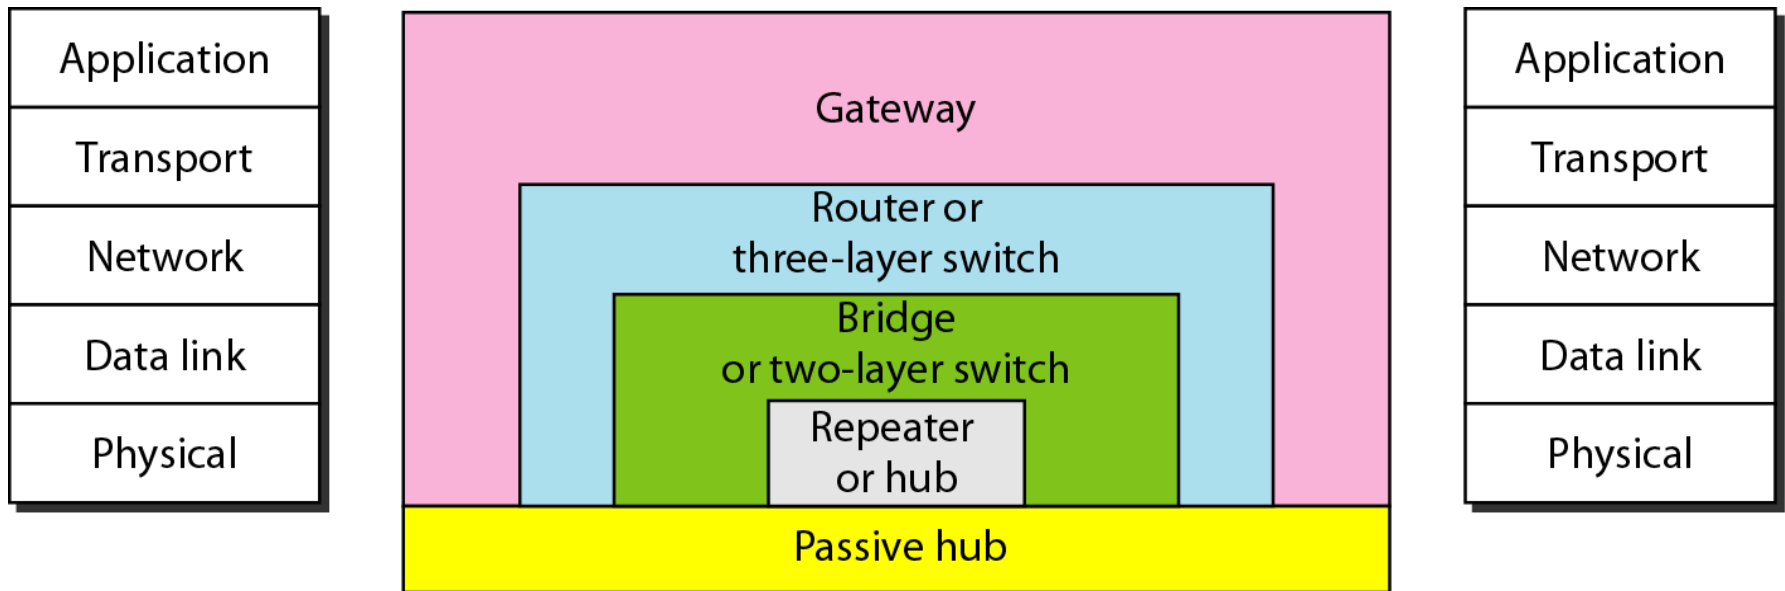 Application
Transport
Network
Data link
Physical
Gateway
Router or
three-layer switch
Bridge
or two-layer switch
Repeater
or hub
Passive hub
Application
Transport
Network
Data link
Physical